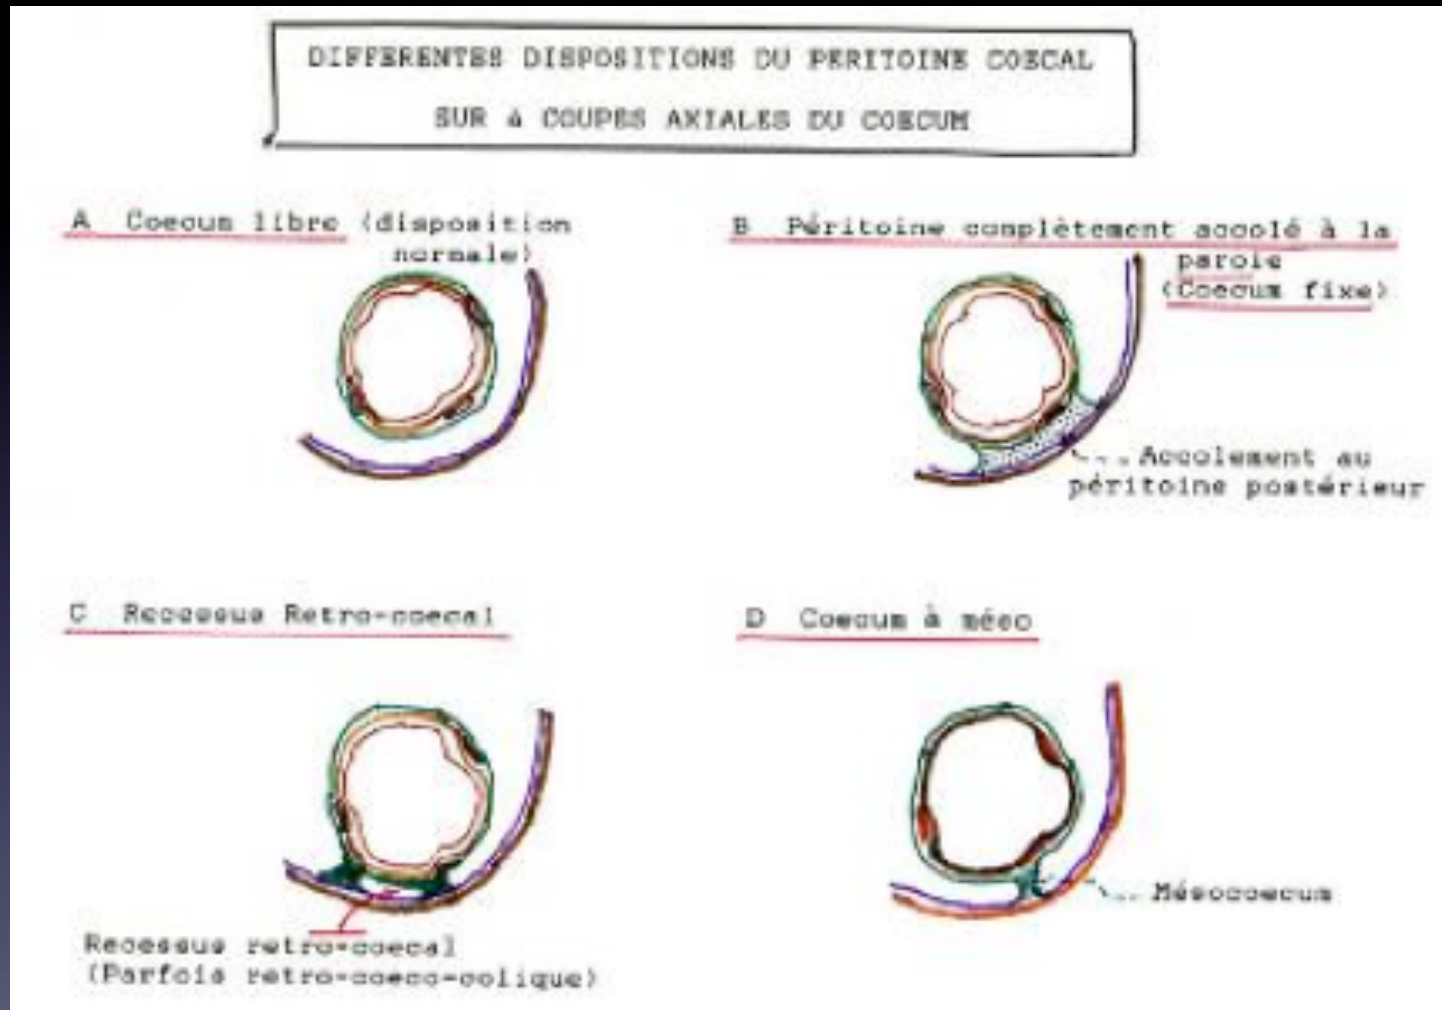 DIFFERENTES DISPOSITIONS DU PERITOINE COECAL
SUR 4 COUPES AXIALES DU COECUM
A Coecum libre (disposition
normale)
B Péritoine complètement accolé à la
paroie
(Coecum fixe)
Accolement au
péritoine postérieur
C Recessus Retro-coecal
D Coecum à méso
Mésocoecum
Recessus retro-coecal
(Parfois retro-coeco-colique)